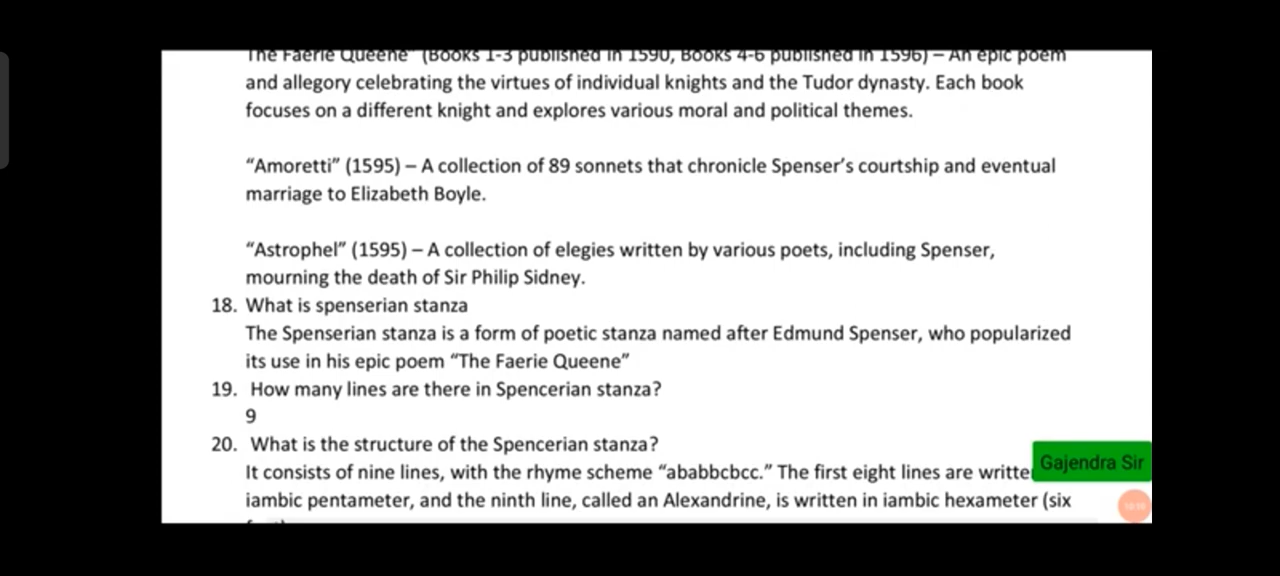 The Faerie Queene" (Books 1-3 published in 1590, Books 4-6 published in 1596) – An epic poem
and allegory celebrating the virtues of individual knights and the Tudor dynasty. Each book
focuses on a different knight and explores various moral and political themes.
“Amoretti” (1595) – A collection of 89 sonnets that chronicle Spenser’s courtship and eventual
marriage to Elizabeth Boyle.
“Astrophel” (1595) – A collection of elegies written by various poets, including Spenser,
mourning the death of Sir Philip Sidney.
18. What is spenserian stanza
The Spenserian stanza is a form of poetic stanza named after Edmund Spenser, who popularized
its use in his epic poem “The Faerie Queene”
19. How many lines are there in Spencerian stanza?
9
20. What is the structure of the Spencerian stanza?
It consists of nine lines, with the rhyme scheme “ababbcbcc.” The first eight lines are writte
Gajendra Sir
iambic pentameter, and the ninth line, called an Alexandrine, is written in iambic hexameter (six